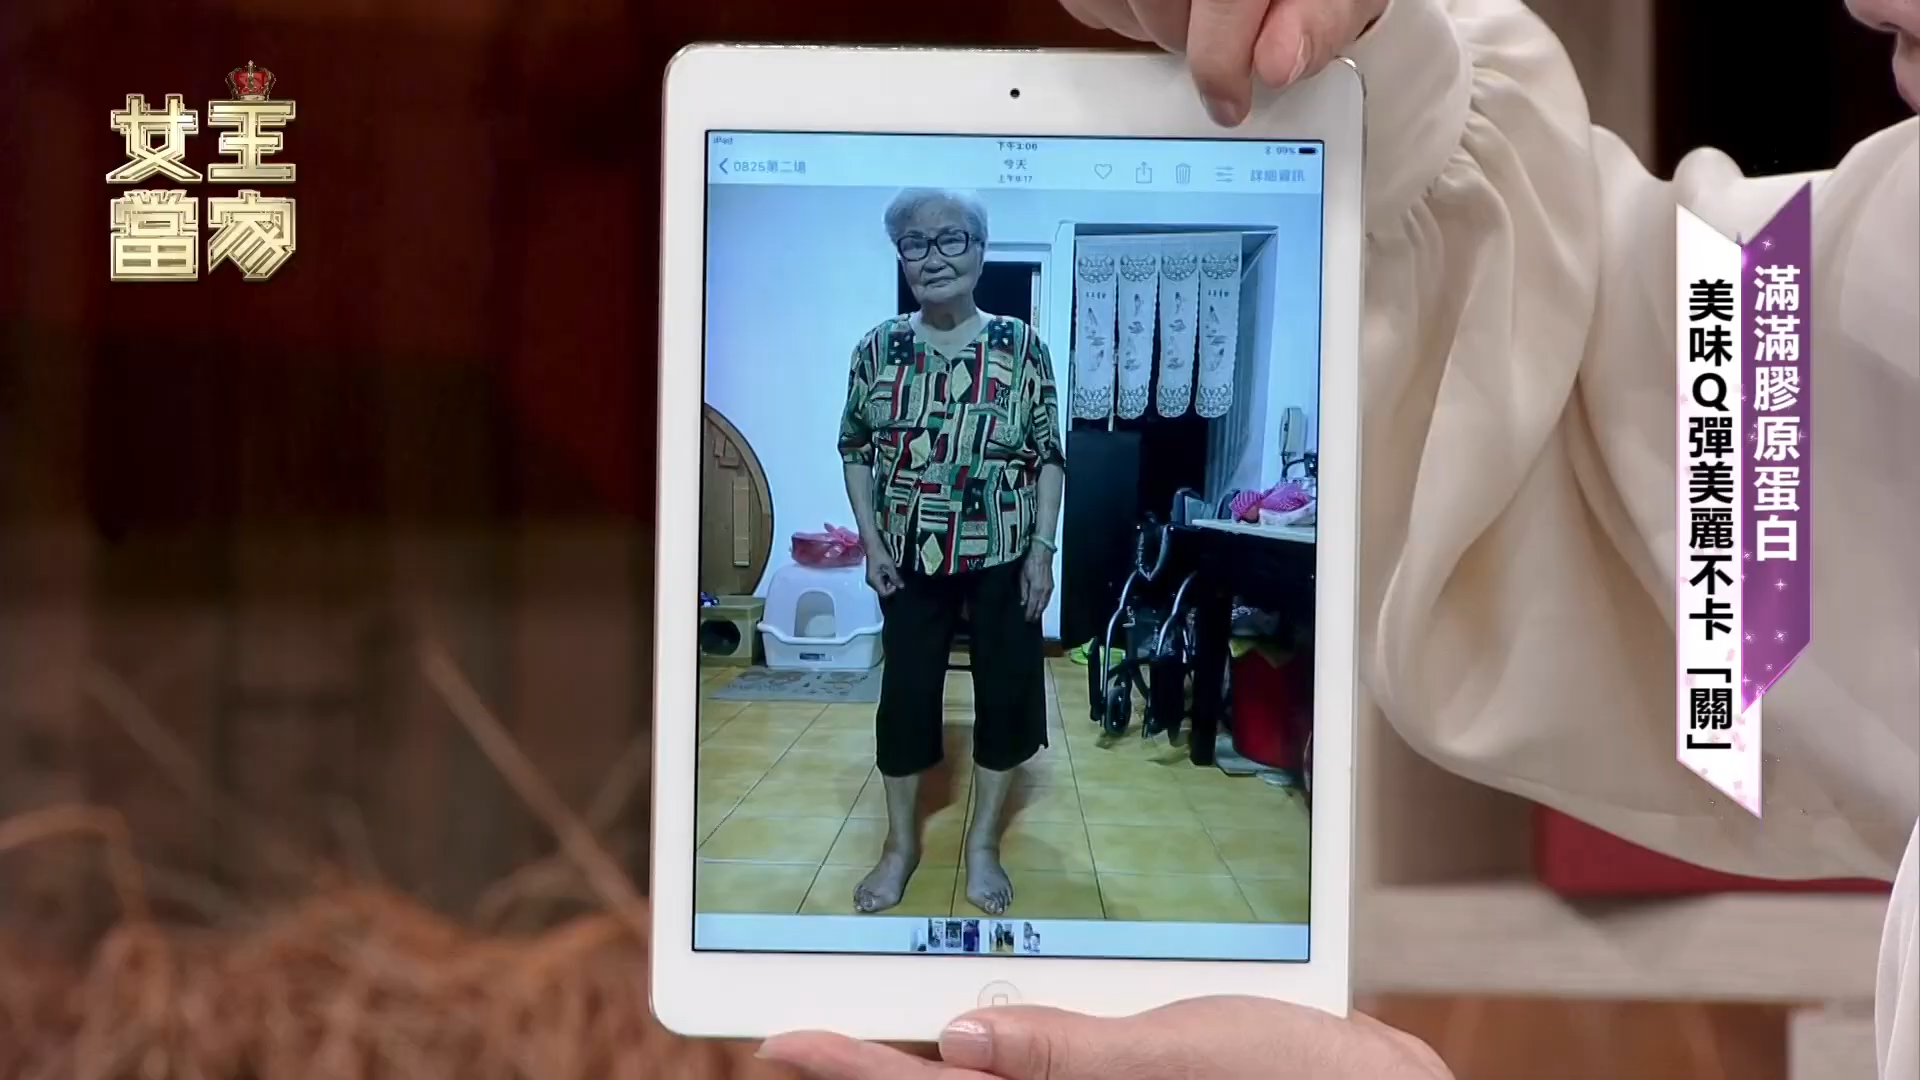 女王
當家
iPad
下午3:06
99%
0825第二場
今天
上午9:17
詳細資訊
滿滿膠原蛋白
美味Q彈美麗不卡「關」